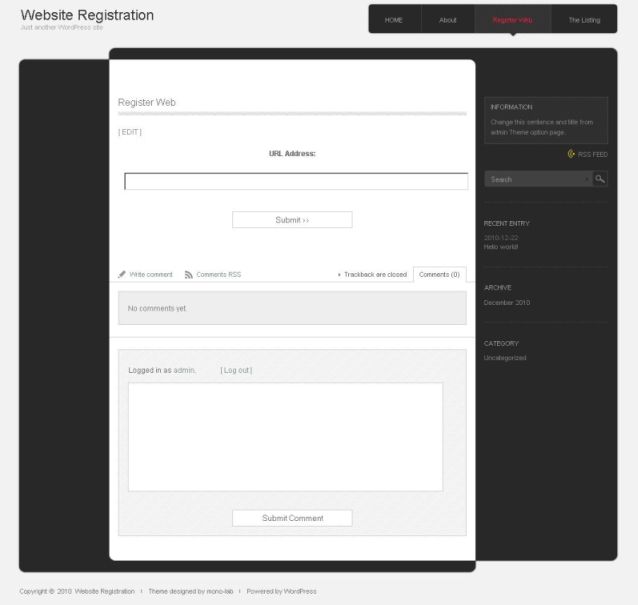 Website Registration
Just another WordPress site
HOME
About
Register Web
The Listing
Register Web
[ EDIT ]
URL Address:
Submit >>
Write comment
Comments RSS
Trackback are closed
Comments (0)
No comments yet.
Logged in as admin.
[ Log out ]
Submit Comment
INFORMATION
Change this sentence and title from
admin Theme option page.
RSS FEED
Search
RECENT ENTRY
2010-12-22
Hello world!
ARCHIVE
December 2010
CATEGORY
Uncategorized
Copyright © 2010 Website Registration | Theme designed by mono-lab | Powered by WordPress